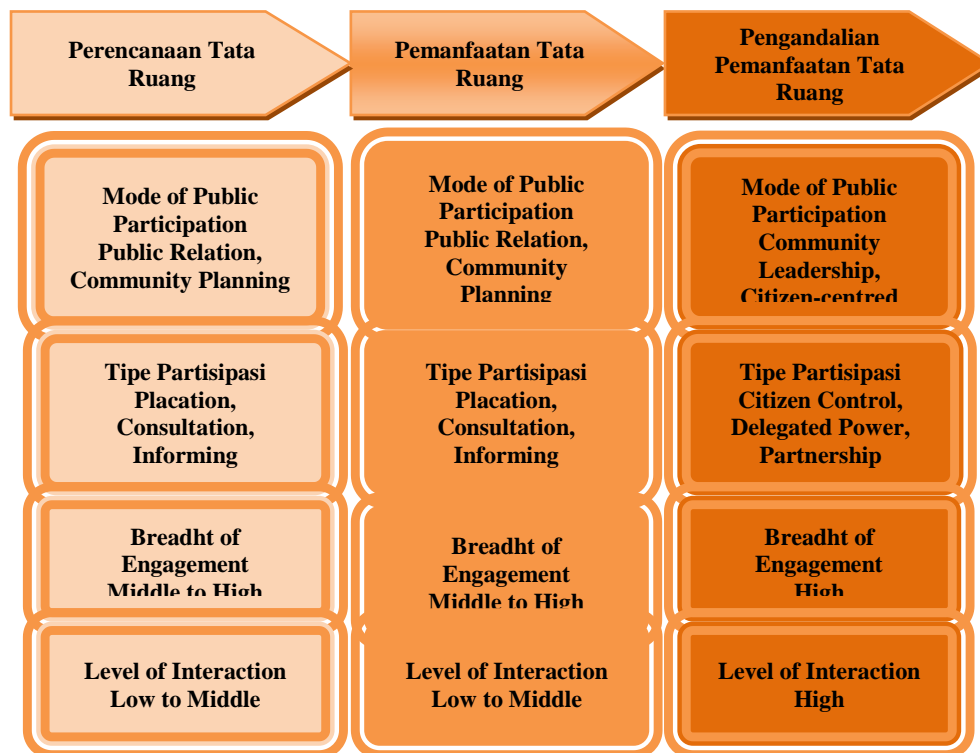 Perencanaan Tata
Ruang
Pemanfaatan Tata
Ruang
Pengandalian
Pemanfaatan Tata
Ruang
Mode of Public
Participation
Public Relation,
Community Planning
Mode of Public
Participation
Public Relation,
Community
Planning
Mode of Public
Participation
Community
Leadership,
Citizen-centred
Tipe Partisipasi
Placation,
Consultation,
Informing
Tipe Partisipasi
Placation,
Consultation,
Informing
Tipe Partisipasi
Citizen Control,
Delegated Power,
Partnership
Breadht of
Engagement
Middle to High
Breadht of
Engagement
Middle to High
Breadht of
Engagement
High
Level of Interaction
Low to Middle
Level of Interaction
Low to Middle
Level of Interaction
High